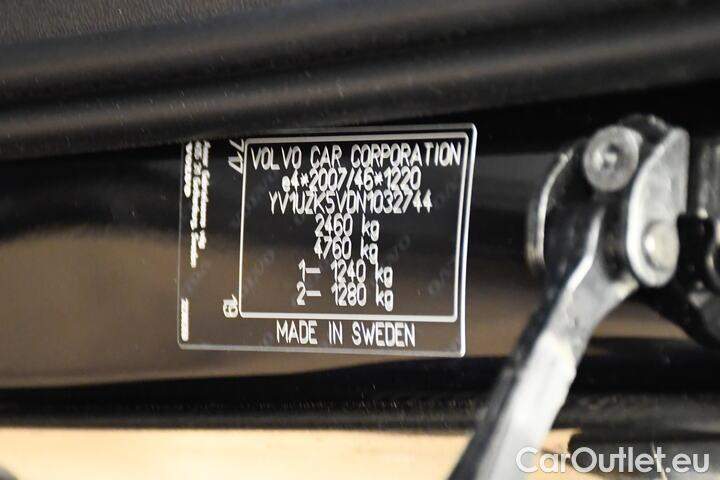 VOLVO CAR CORPORATION
e4*2007/46*1220
YV1UZK5VDN1032744
2460 kg
4760 kg
1– 1240 kg
2– 1280 kg
MADE IN SWEDEN
19
CarOutlet.eu